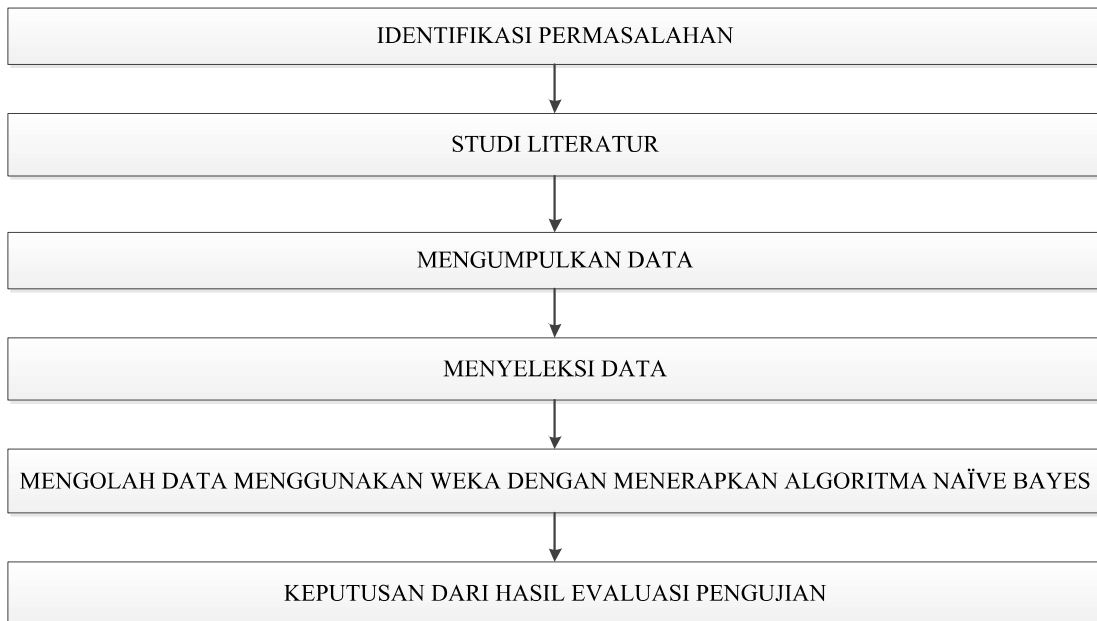 IDENTIFIKASI PERMASALAHAN
STUDI LITERATUR
MENGUMPULKAN DATA
MENYELEKSI DATA
MENGOLAH DATA MENGGUNAKAN WEKA DENGAN MENERAPKAN ALGORITMA NAÏVE BAYES
KEPUTUSAN DARI HASIL EVALUASI PENGUJIAN